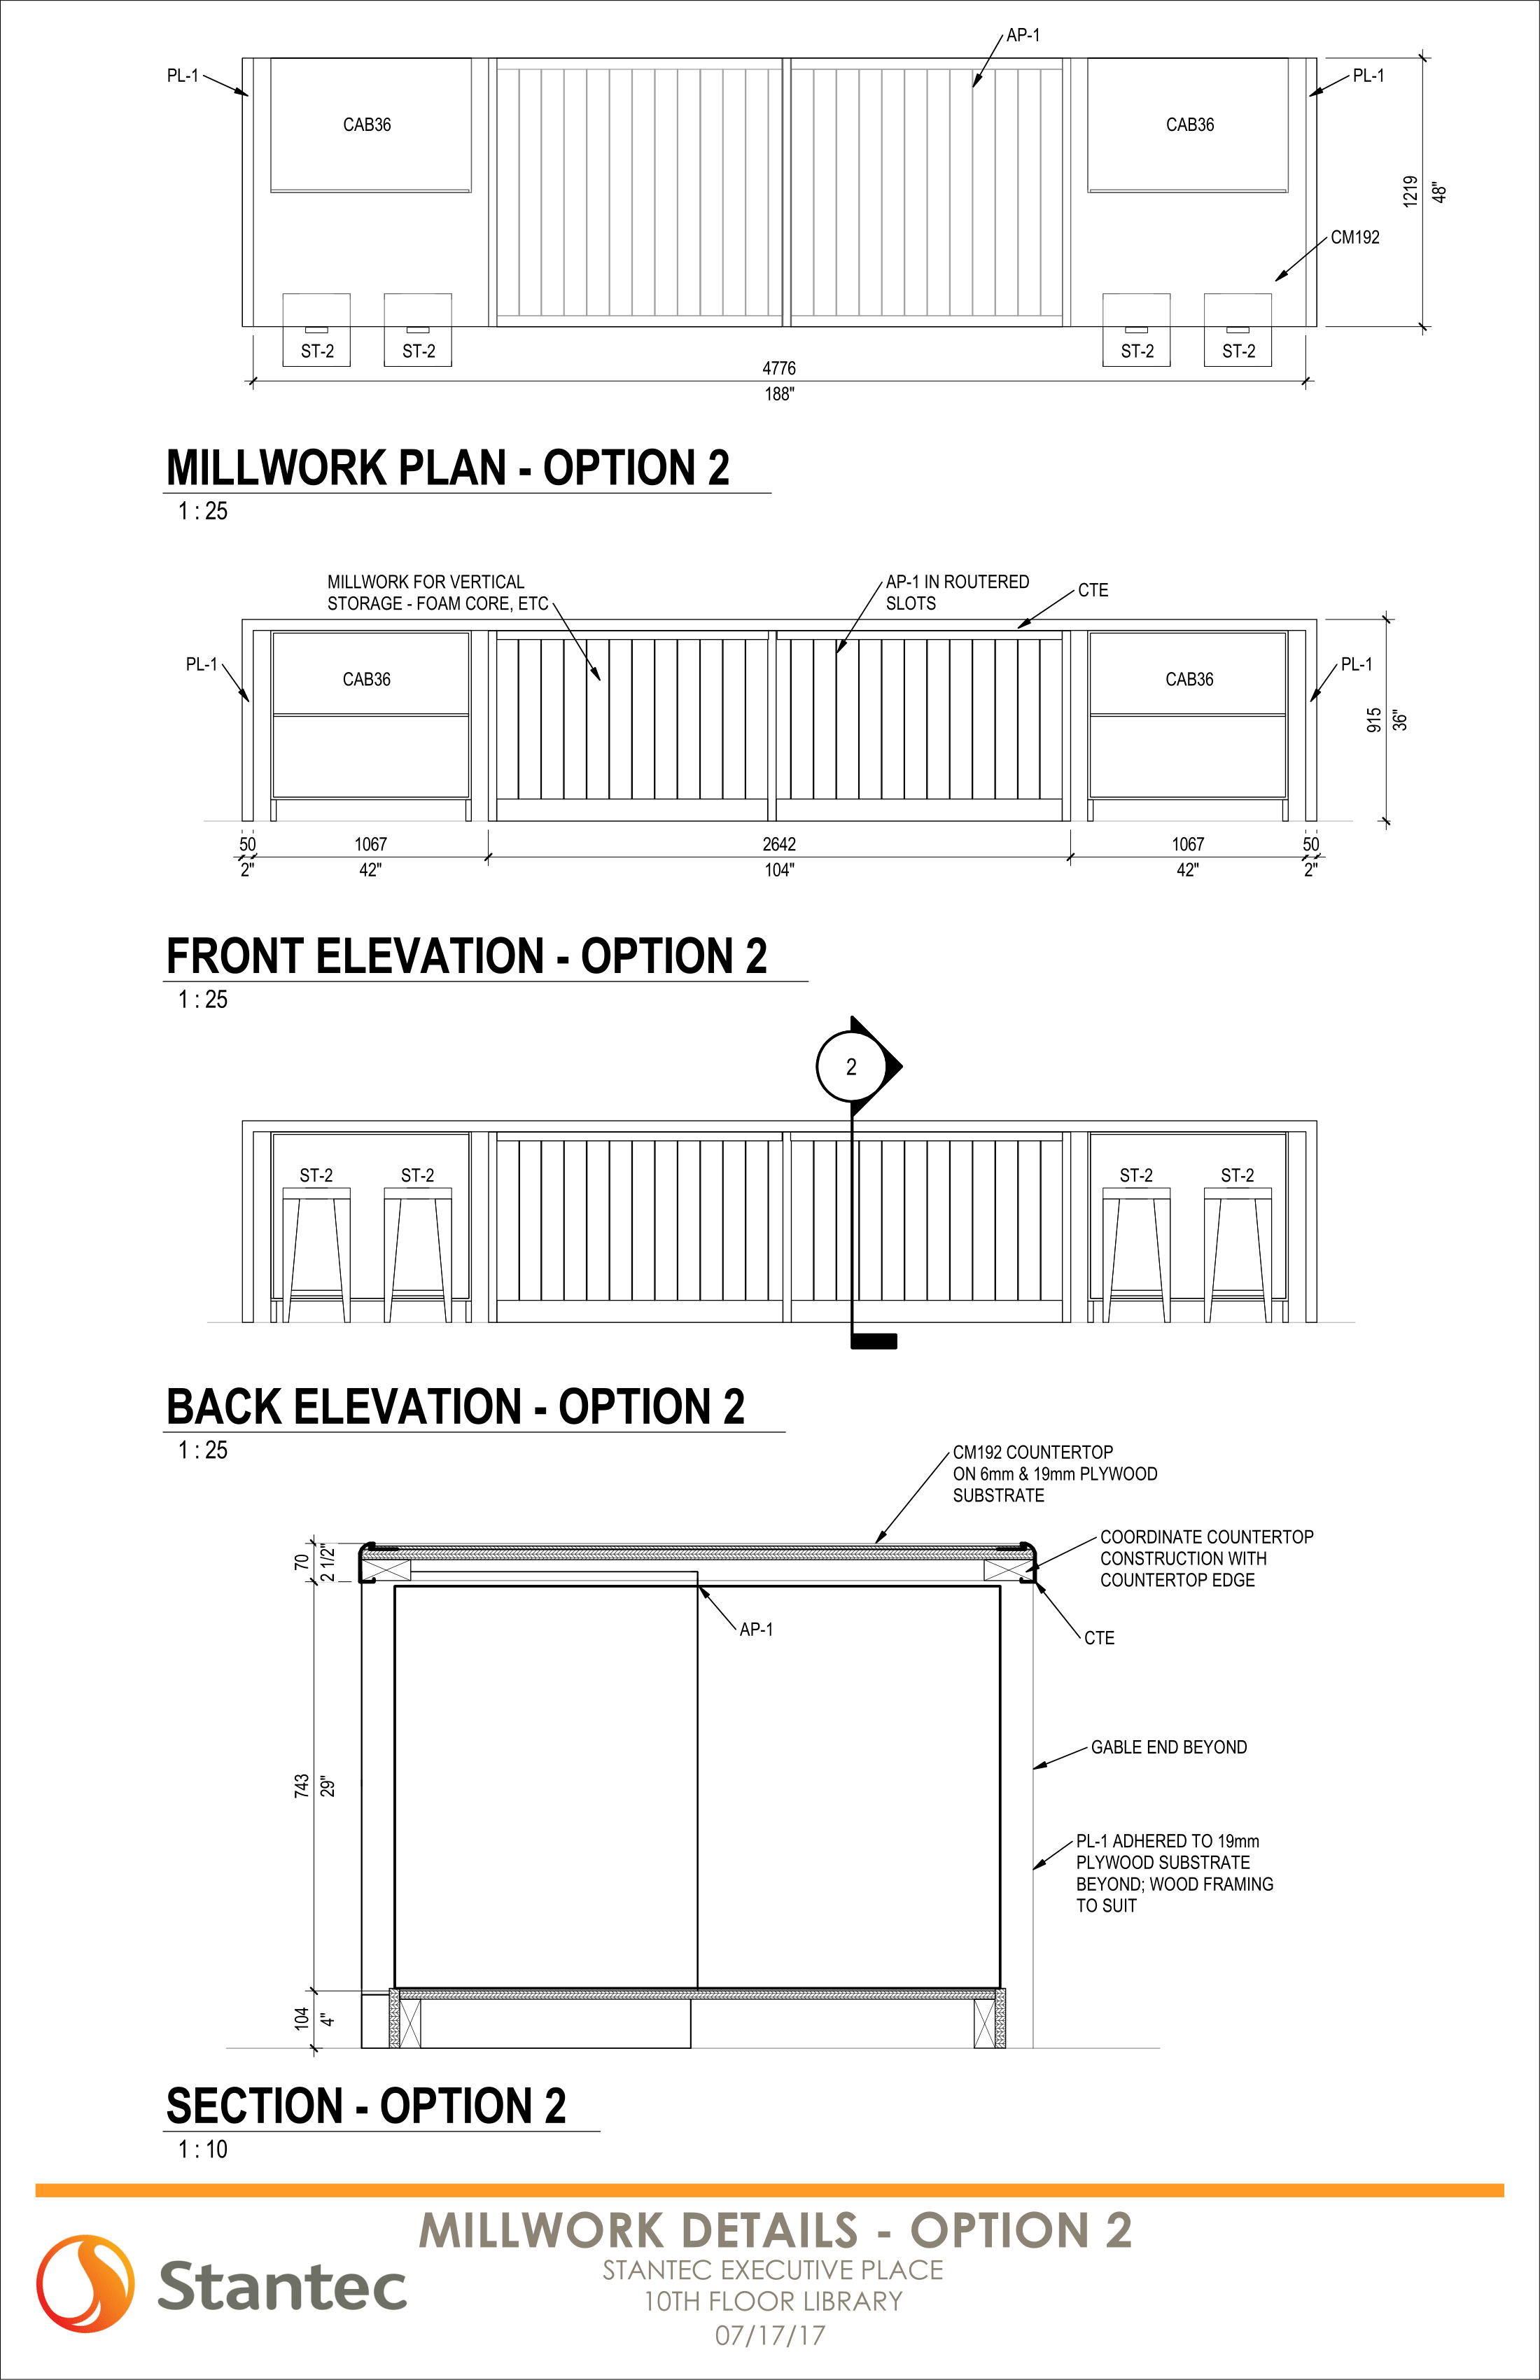 AP-1
PL-1
PL-1
CAB36
CAB36
1219
48"
CM192
ST-2
ST-2
ST-2
ST-2
4776
188"
MILLWORK PLAN - OPTION 2
1 : 25
MILLWORK FOR VERTICAL
STORAGE - FOAM CORE, ETC
AP-1 IN ROUTERED
SLOTS
CTE
PL-1
CAB36
CAB36
PL-1
915
36"
50
1067
2642
1067
50
2"
42"
104"
42"
2"
FRONT ELEVATION - OPTION 2
1 : 25
2
ST-2
ST-2
ST-2
ST-2
BACK ELEVATION - OPTION 2
1 : 25
CM192 COUNTERTOP
ON 6mm & 19mm PLYWOOD
SUBSTRATE
COORDINATE COUNTERTOP
CONSTRUCTION WITH
COUNTERTOP EDGE
70
2 1/2"
AP-1
CTE
GABLE END BEYOND
743
29"
PL-1 ADHERED TO 19mm
PLYWOOD SUBSTRATE
BEYOND; WOOD FRAMING
TO SUIT
104
4"
SECTION - OPTION 2
1 : 10
MILLWORK DETAILS - OPTION 2
STANTEC EXECUTIVE PLACE
10TH FLOOR LIBRARY
07/17/17
Stantec